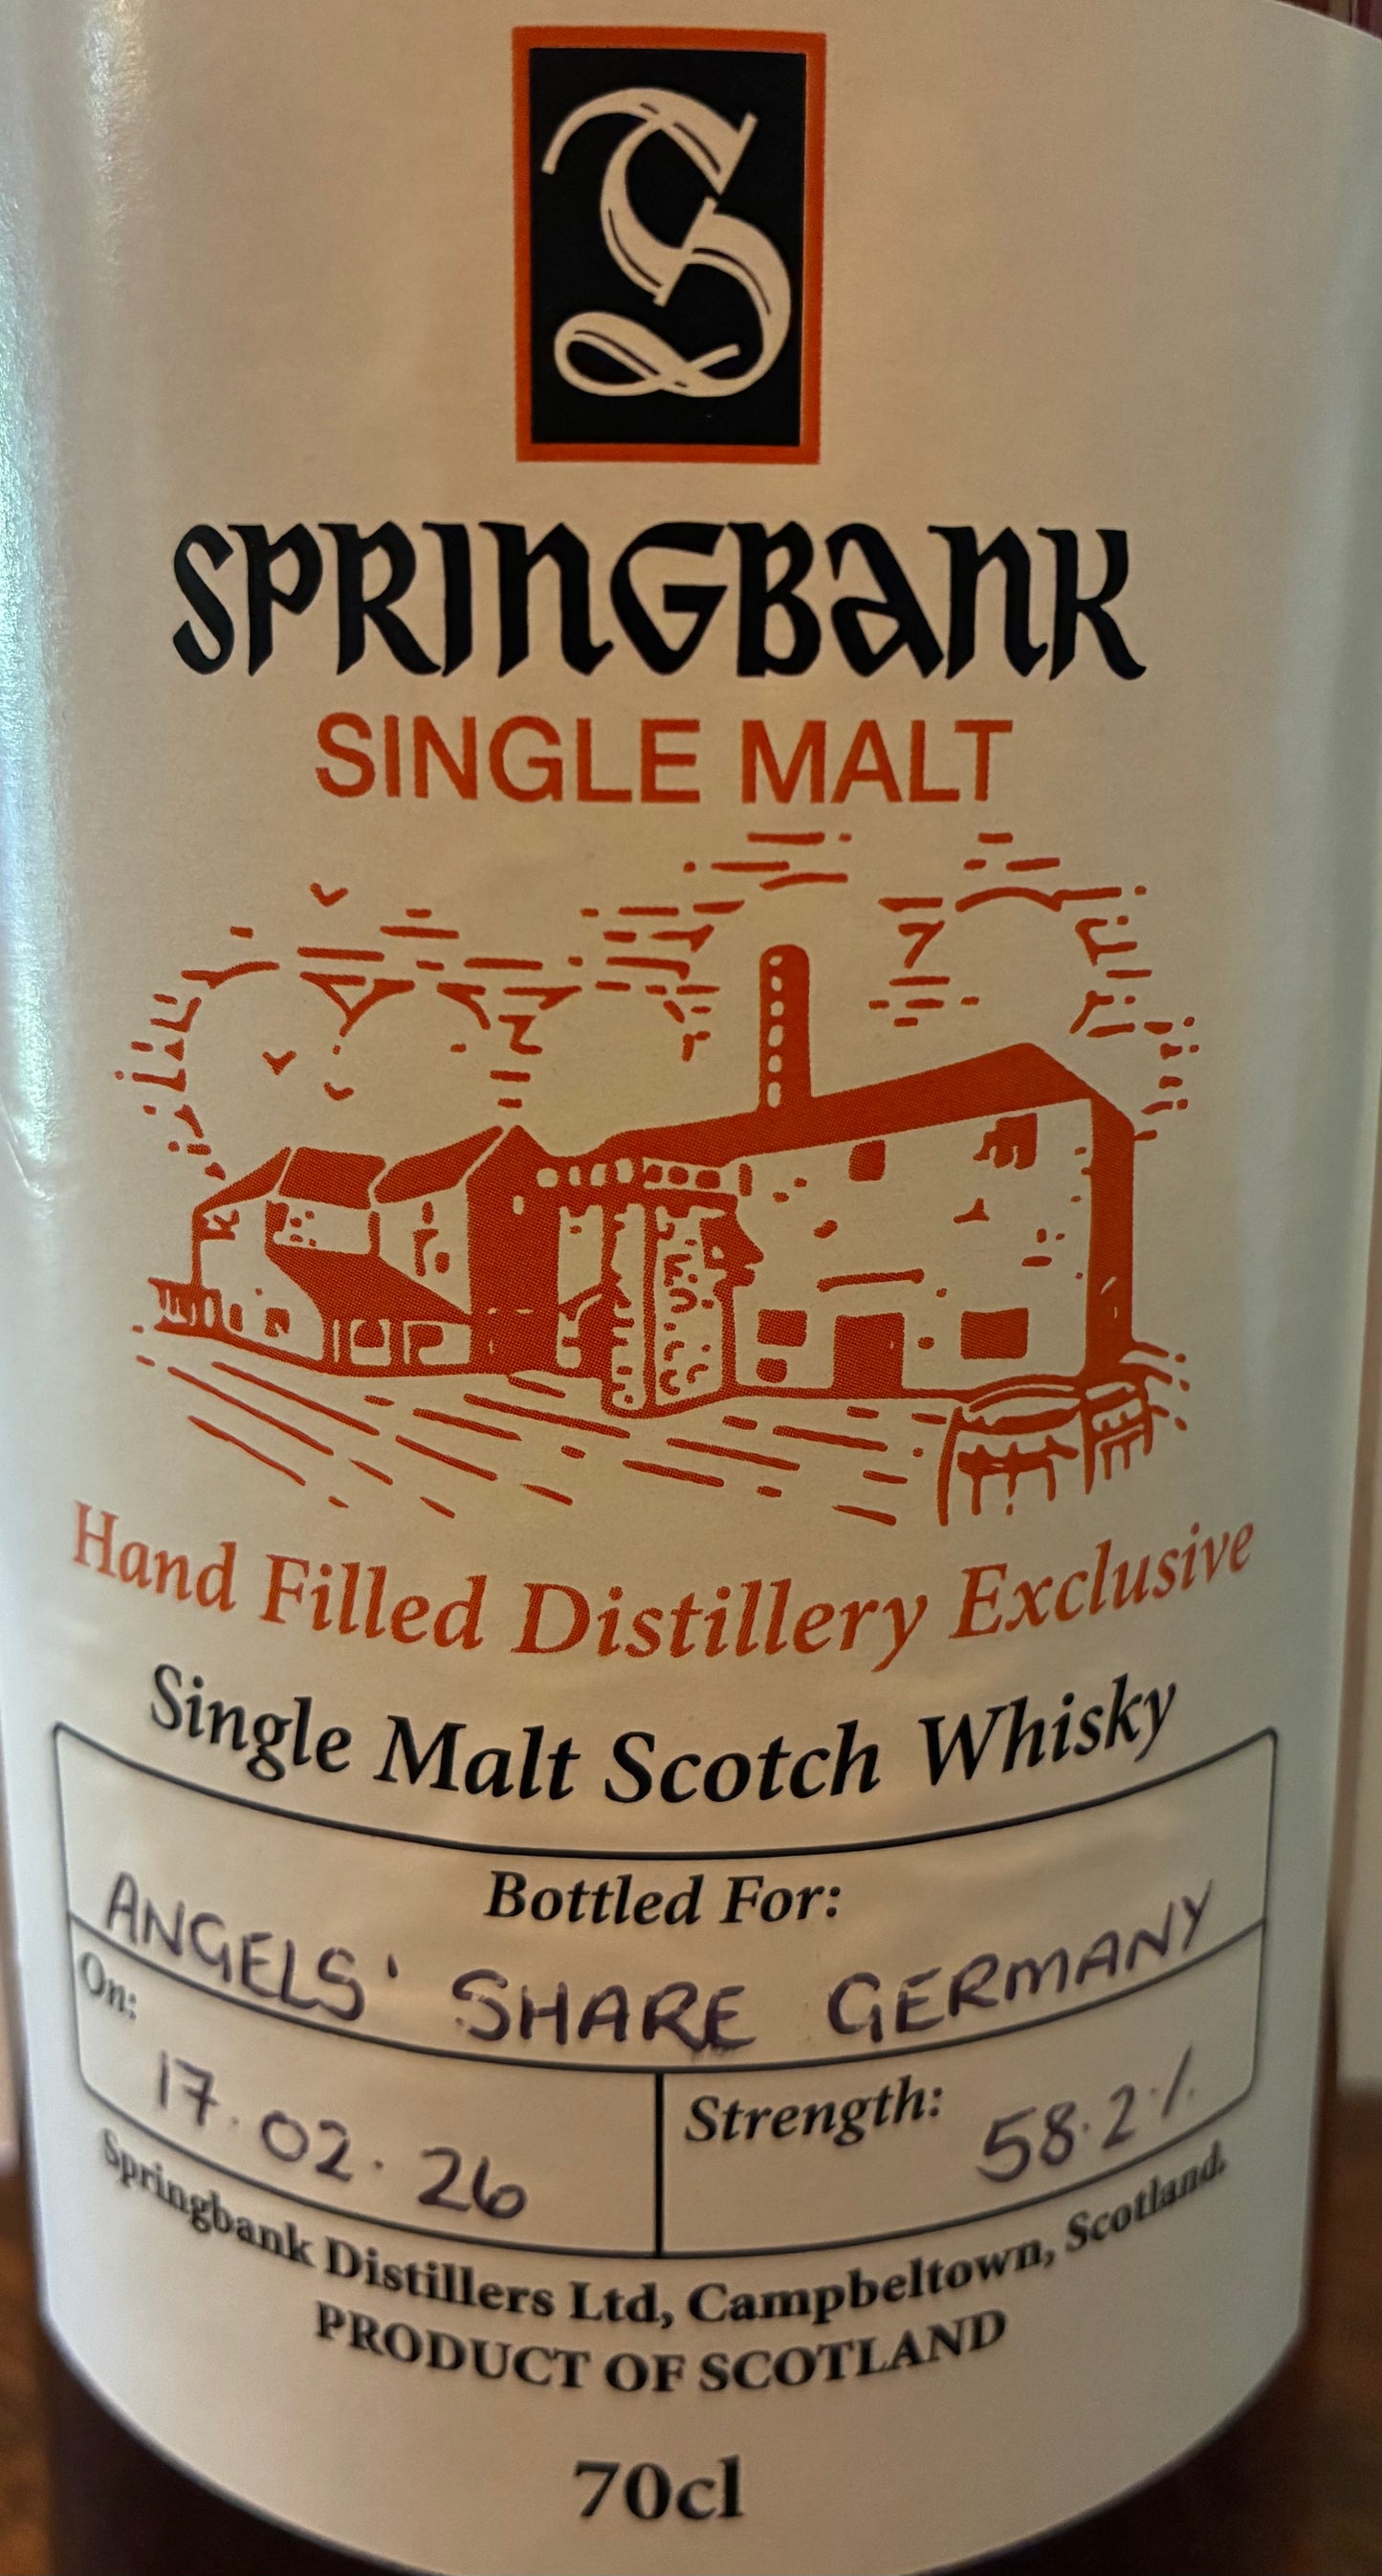 S
SPRINGBANK
SINGLE MALT
Hand Filled Distillery Exclusive
Single Malt Scotch Whisky
Bottled For:
ANGELS' SHARE GERMANY
On:
17.02.26
Strength: 58.2%
Springbank Distillers Ltd, Campbeltown, Scotland.
PRODUCT OF SCOTLAND
70cl